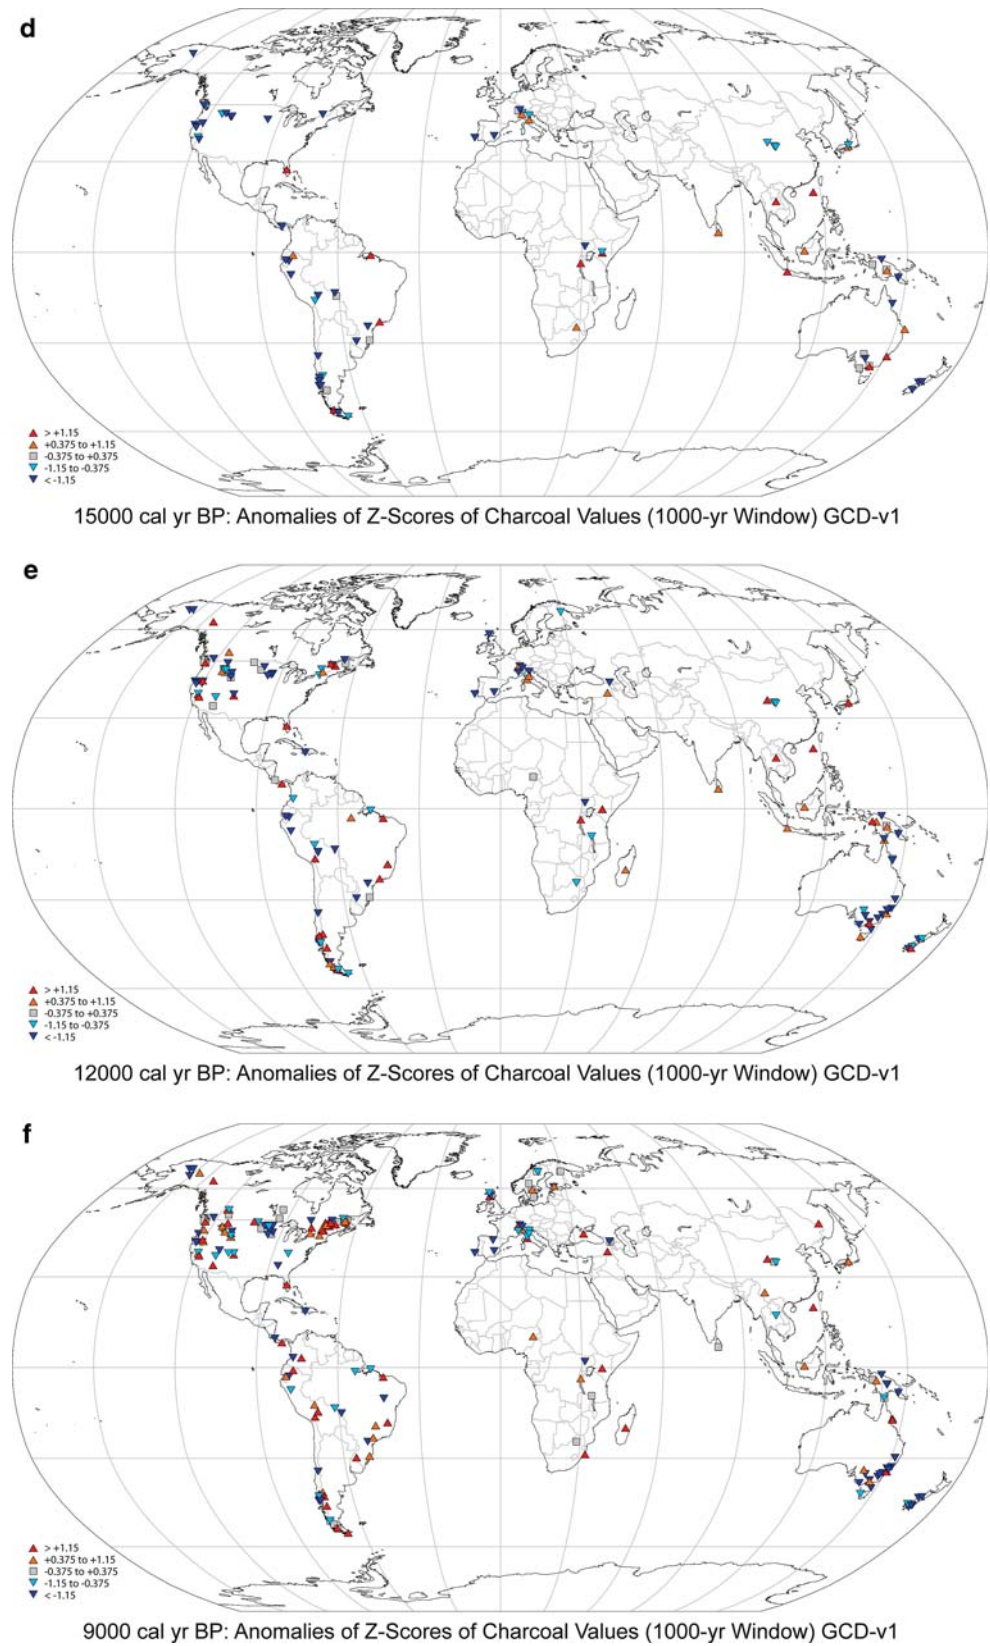 d
> +1.15
+0.375 to +1.15
-0.375 to +0.375
-1.15 to -0.375
< -1.15
15000 cal yr BP: Anomalies of Z-Scores of Charcoal Values (1000-yr Window) GCD-v1
e
> +1.15
+0.375 to +1.15
-0.375 to +0.375
-1.15 to -0.375
< -1.15
12000 cal yr BP: Anomalies of Z-Scores of Charcoal Values (1000-yr Window) GCD-v1
f
> +1.15
+0.375 to +1.15
-0.375 to +0.375
-1.15 to -0.375
< -1.15
9000 cal yr BP: Anomalies of Z-Scores of Charcoal Values (1000-yr Window) GCD-v1